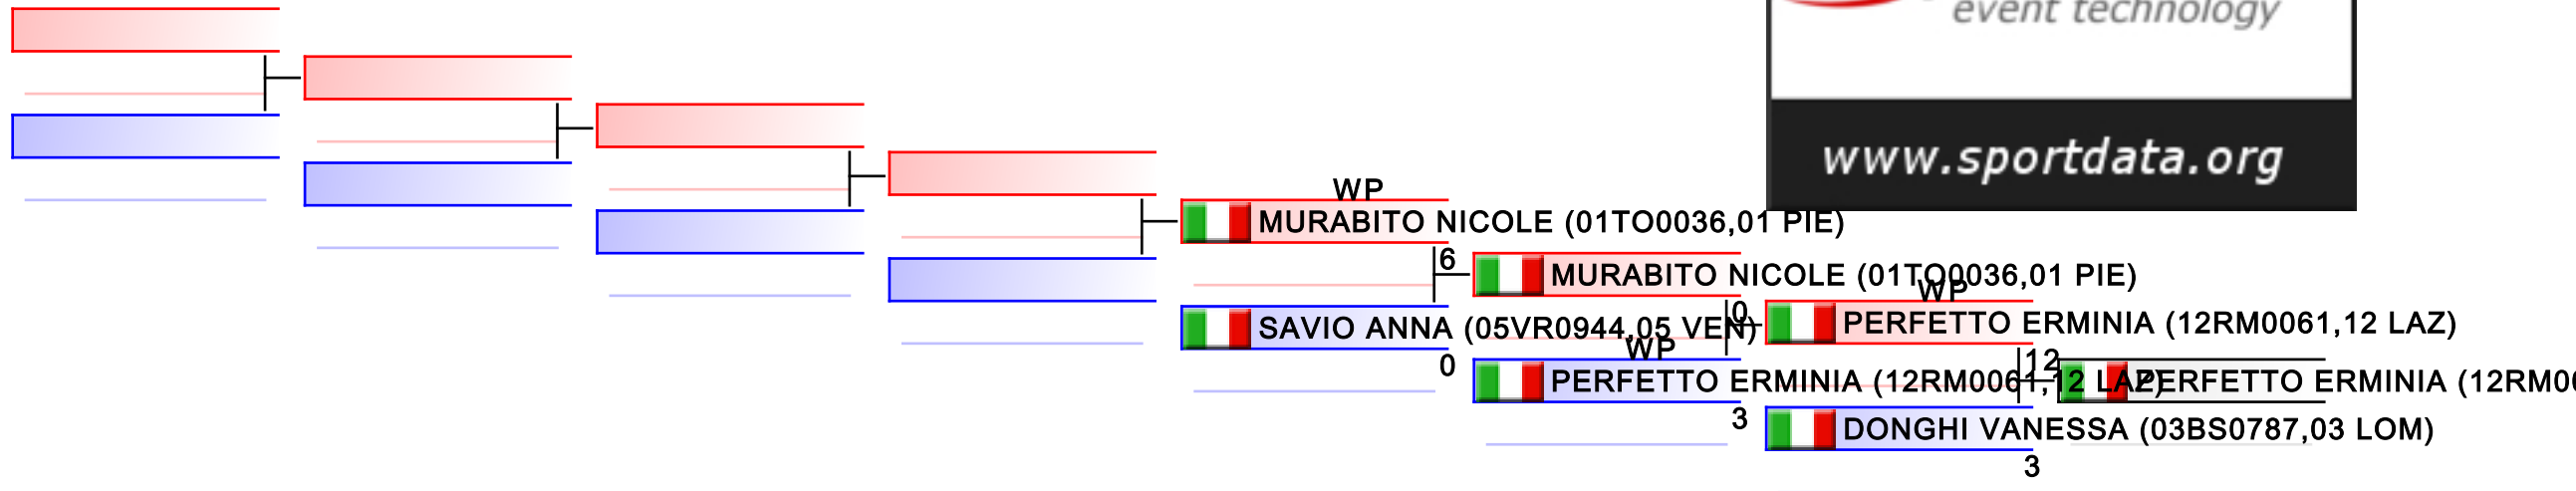 event technology
www.sportdata.org
WP
MURABITO NICOLE (01TO0036,01 PIE)
6
MURABITO NICOLE (01TO0036,01 PIE)
WP
SAVIO ANNA (05VR0944,05 VEN)
0
PERFETTO ERMINIA (12RM0061,12 LAZ)
WP
0
12
PERFETTO ERMINIA (12RM0061,12 LAZ)
PERFETTO ERMINIA (12RM00
3
DONGHI VANESSA (03BS0787,03 LOM)
3